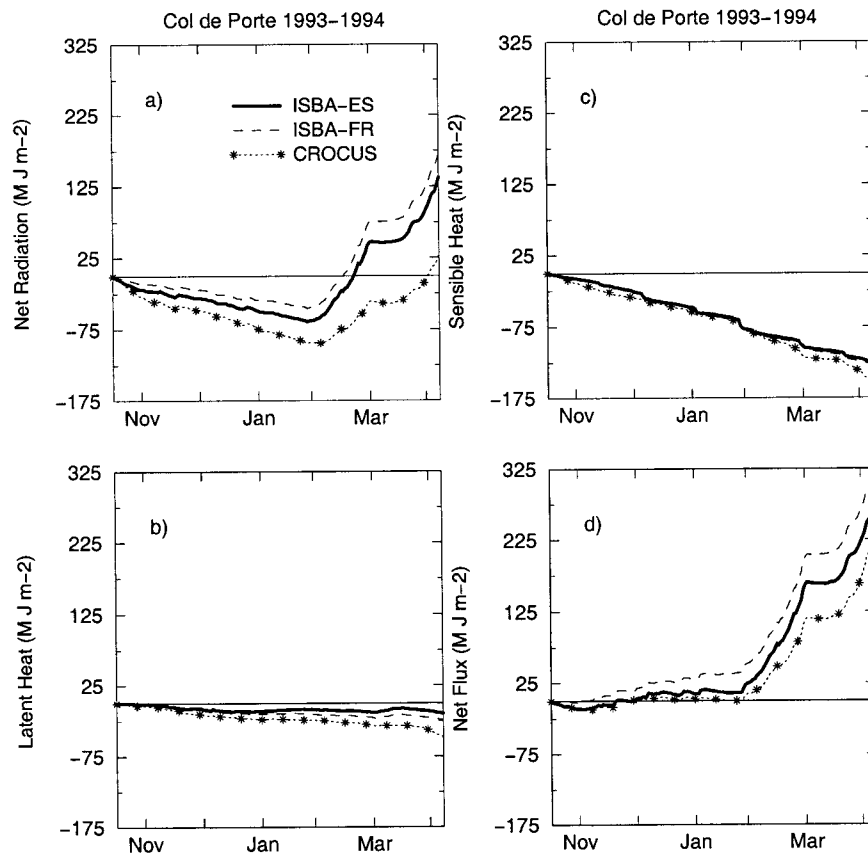 Col de Porte 1993–1994
Net Radiation (M J m-2)
325
225
125
25
−75
−175
a)
ISBA−ES
ISBA−FR
CROCUS
Nov
Jan
Mar
Col de Porte 1993–1994
Sensible Heat (M J m-2)
325
225
125
25
−75
−175
c)
Nov
Jan
Mar
Latent Heat (M J m-2)
325
225
125
25
−75
−175
b)
Nov
Jan
Mar
Net Flux (M J m-2)
325
225
125
25
−75
−175
d)
Nov
Jan
Mar